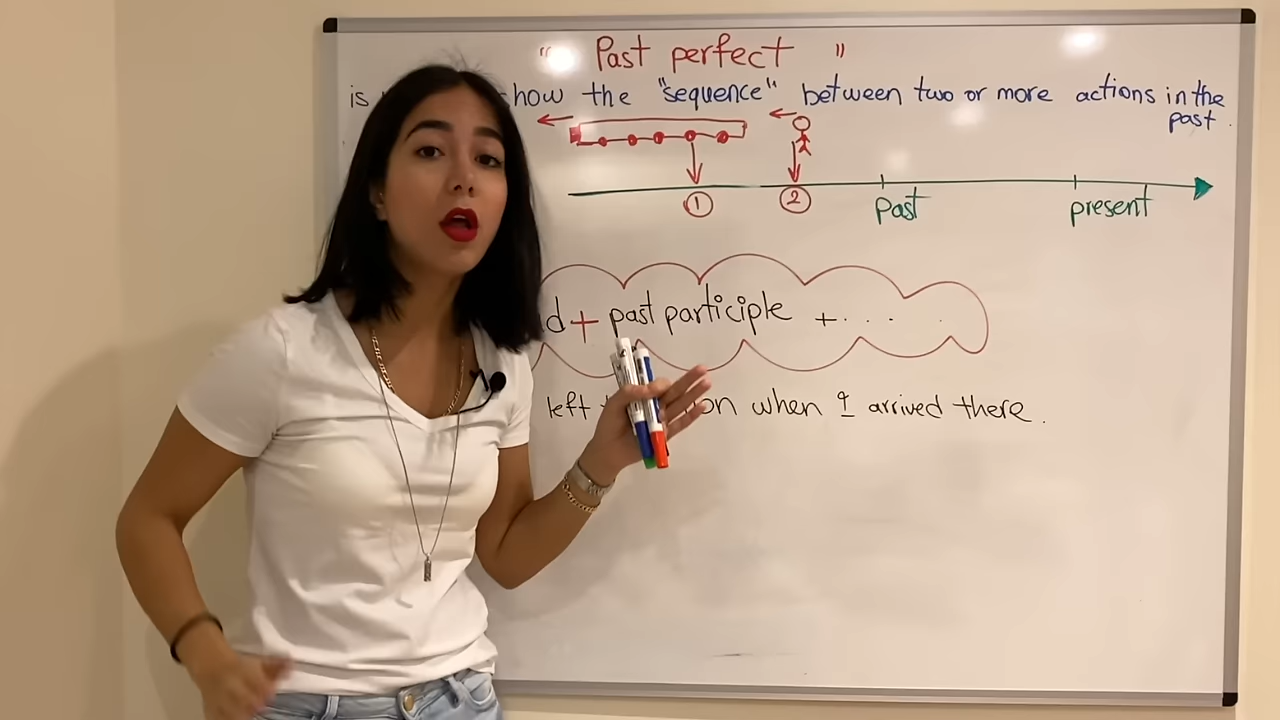 " Past perfect "
is how the "sequence" between two or more actions in the
past.
① ② past present
d + past participle + . . . .
left on when I arrived there.